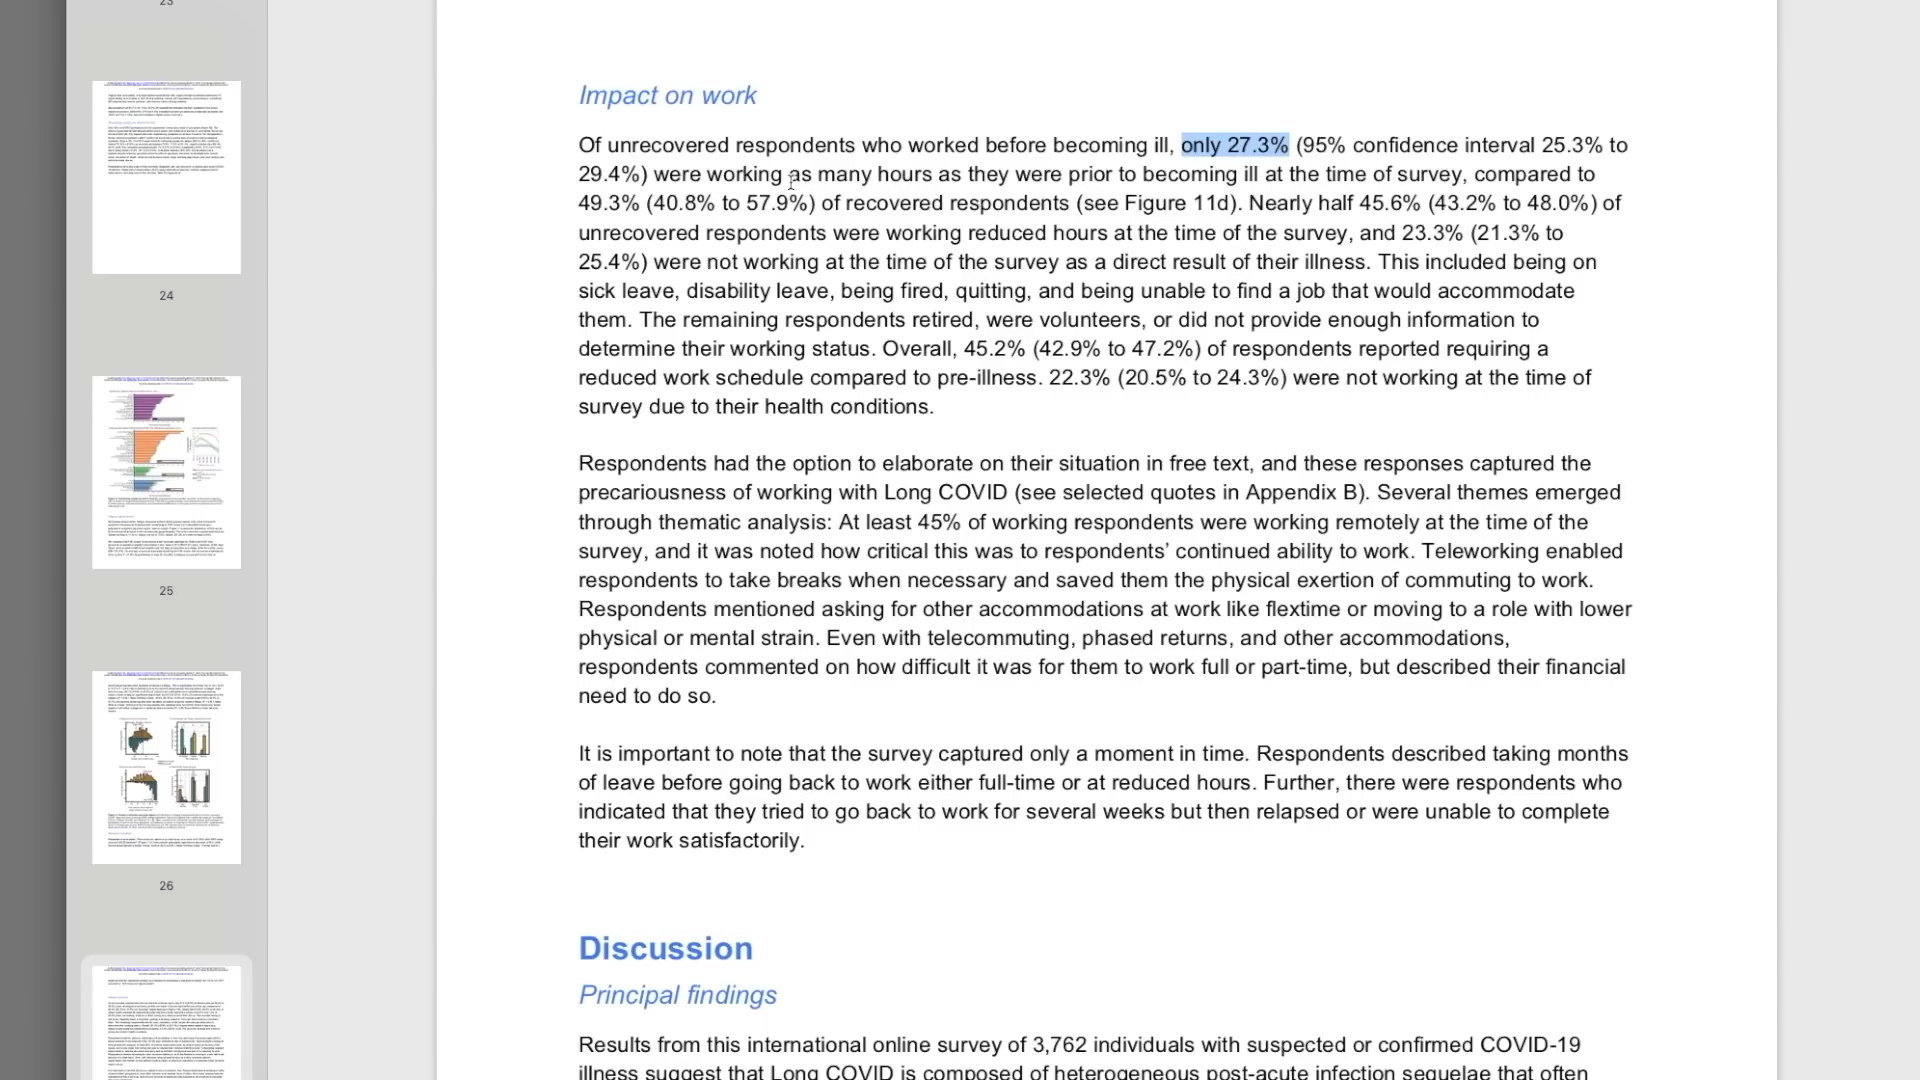 23
24
25
26
Impact on work
Of unrecovered respondents who worked before becoming ill, only 27.3% (95% confidence interval 25.3% to
29.4%) were working as many hours as they were prior to becoming ill at the time of survey, compared to
49.3% (40.8% to 57.9%) of recovered respondents (see Figure 11d). Nearly half 45.6% (43.2% to 48.0%) of
unrecovered respondents were working reduced hours at the time of the survey, and 23.3% (21.3% to
25.4%) were not working at the time of the survey as a direct result of their illness. This included being on
sick leave, disability leave, being fired, quitting, and being unable to find a job that would accommodate
them. The remaining respondents retired, were volunteers, or did not provide enough information to
determine their working status. Overall, 45.2% (42.9% to 47.2%) of respondents reported requiring a
reduced work schedule compared to pre-illness. 22.3% (20.5% to 24.3%) were not working at the time of
survey due to their health conditions.
Respondents had the option to elaborate on their situation in free text, and these responses captured the
precariousness of working with Long COVID (see selected quotes in Appendix B). Several themes emerged
through thematic analysis: At least 45% of working respondents were working remotely at the time of the
survey, and it was noted how critical this was to respondents’ continued ability to work. Teleworking enabled
respondents to take breaks when necessary and saved them the physical exertion of commuting to work.
Respondents mentioned asking for other accommodations at work like flextime or moving to a role with lower
physical or mental strain. Even with telecommuting, phased returns, and other accommodations,
respondents commented on how difficult it was for them to work full or part-time, but described their financial
need to do so.
It is important to note that the survey captured only a moment in time. Respondents described taking months
of leave before going back to work either full-time or at reduced hours. Further, there were respondents who
indicated that they tried to go back to work for several weeks but then relapsed or were unable to complete
their work satisfactorily.
Discussion
Principal findings
Results from this international online survey of 3,762 individuals with suspected or confirmed COVID-19
illness suggest that Long COVID is composed of heterogeneous post-acute infection sequelae that often